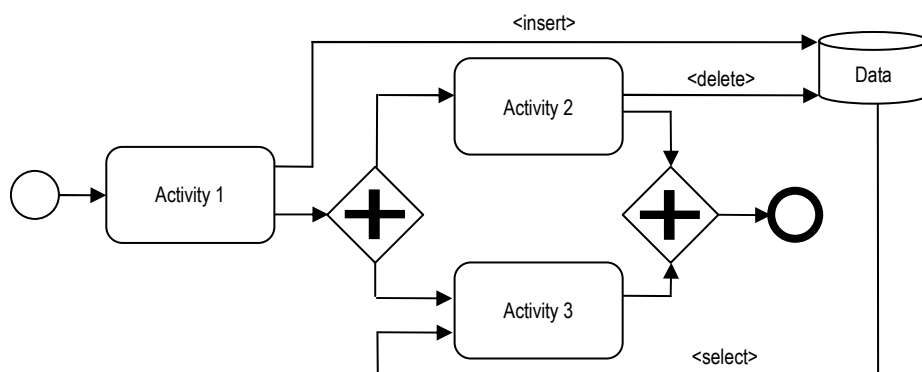 <insert>
Data
<delete>
Activity 2
Activity 1
Activity 3
<select>